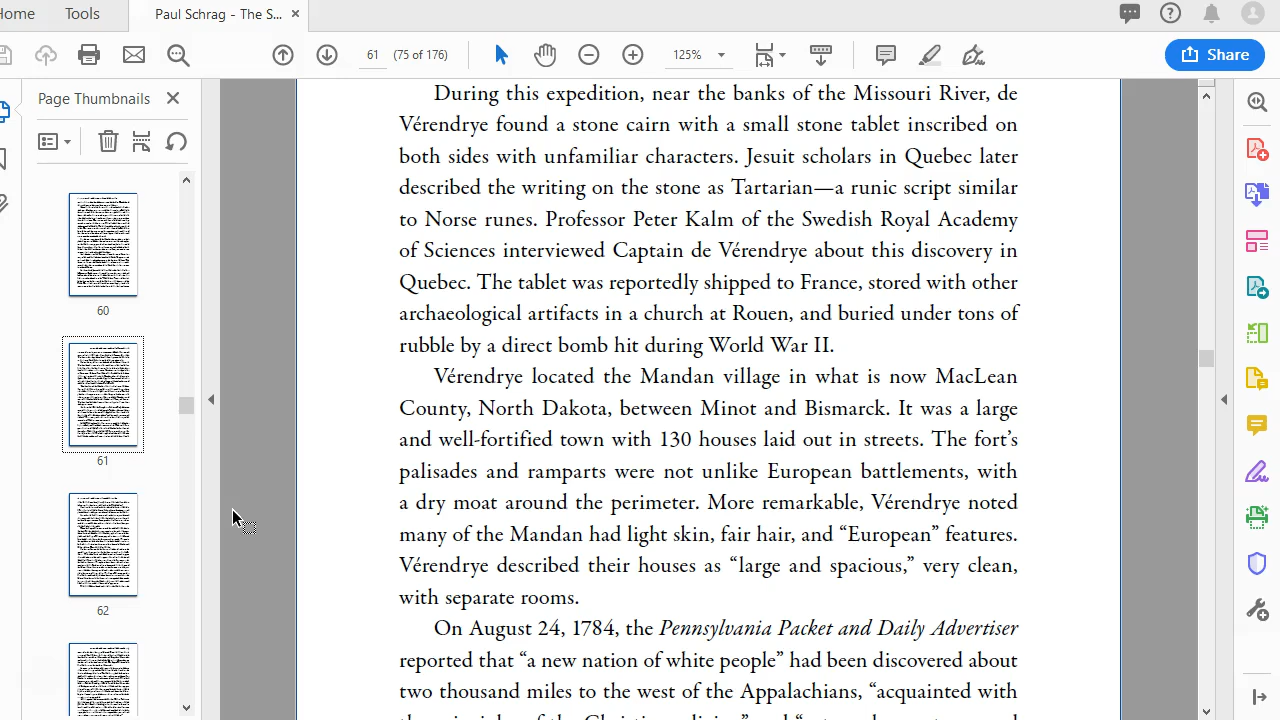 Home
Tools
Paul Schrag - The S...
61
(75 of 176)
125%
Share
Page Thumbnails
60
61
62
During this expedition, near the banks of the Missouri River, de
Vérendrye found a stone cairn with a small stone tablet inscribed on
both sides with unfamiliar characters. Jesuit scholars in Quebec later
described the writing on the stone as Tartarian—a runic script similar
to Norse runes. Professor Peter Kalm of the Swedish Royal Academy
of Sciences interviewed Captain de Vérendrye about this discovery in
Quebec. The tablet was reportedly shipped to France, stored with other
archaeological artifacts in a church at Rouen, and buried under tons of
rubble by a direct bomb hit during World War II.
Vérendrye located the Mandan village in what is now MacLean
County, North Dakota, between Minot and Bismarck. It was a large
and well-fortified town with 130 houses laid out in streets. The fort’s
palisades and ramparts were not unlike European battlements, with
a dry moat around the perimeter. More remarkable, Vérendrye noted
many of the Mandan had light skin, fair hair, and “European” features.
Vérendrye described their houses as “large and spacious,” very clean,
with separate rooms.
On August 24, 1784, the Pennsylvania Packet and Daily Advertiser
reported that “a new nation of white people” had been discovered about
two thousand miles to the west of the Appalachians, “acquainted with